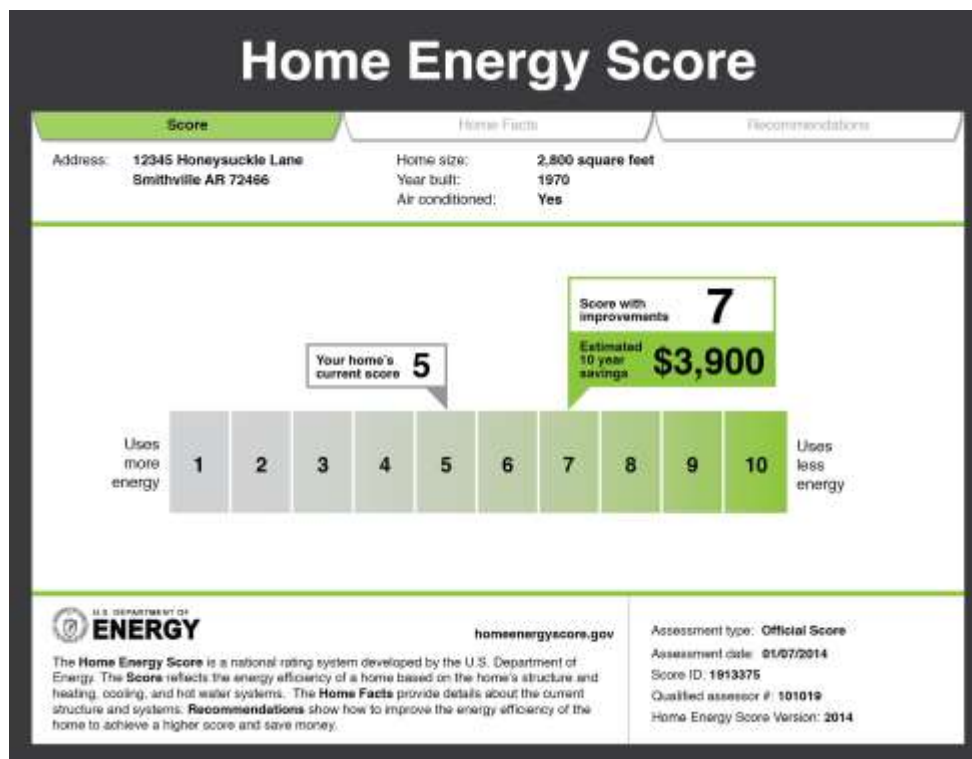 Home Energy Score
Score
Home Facts
Recommendations
Address: 12345 Honeysuckle Lane
Smithville AR 72466
Home size: 2,800 square feet
Year built: 1970
Air conditioned: Yes
Score with improvements 7
Estimated 10 year savings $3,900
Your home's current score 5
Uses more energy
1 2 3 4 5 6 7 8 9 10
Uses less energy
U.S. DEPARTMENT OF
ENERGY
homeenergyscore.gov
The Home Energy Score is a national rating system developed by the U.S. Department of
Energy. The Score reflects the energy efficiency of a home based on the home's structure and
heating, cooling, and hot water systems. The Home Facts provide details about the current
structure and systems. Recommendations show how to improve the energy efficiency of the
home to achieve a higher score and save money.
Assessment type: Official Score
Assessment date: 01/07/2014
Score ID: 1913375
Qualified assessor #: 101019
Home Energy Score Version: 2014